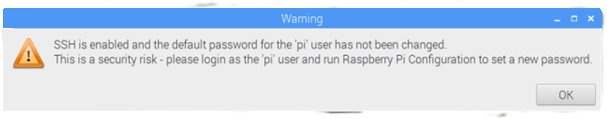 Warning
SSH is enabled and the default password for the 'pi' user has not been changed.
This is a security risk - please login as the 'pi' user and run Raspberry Pi Configuration to set a new password.
OK